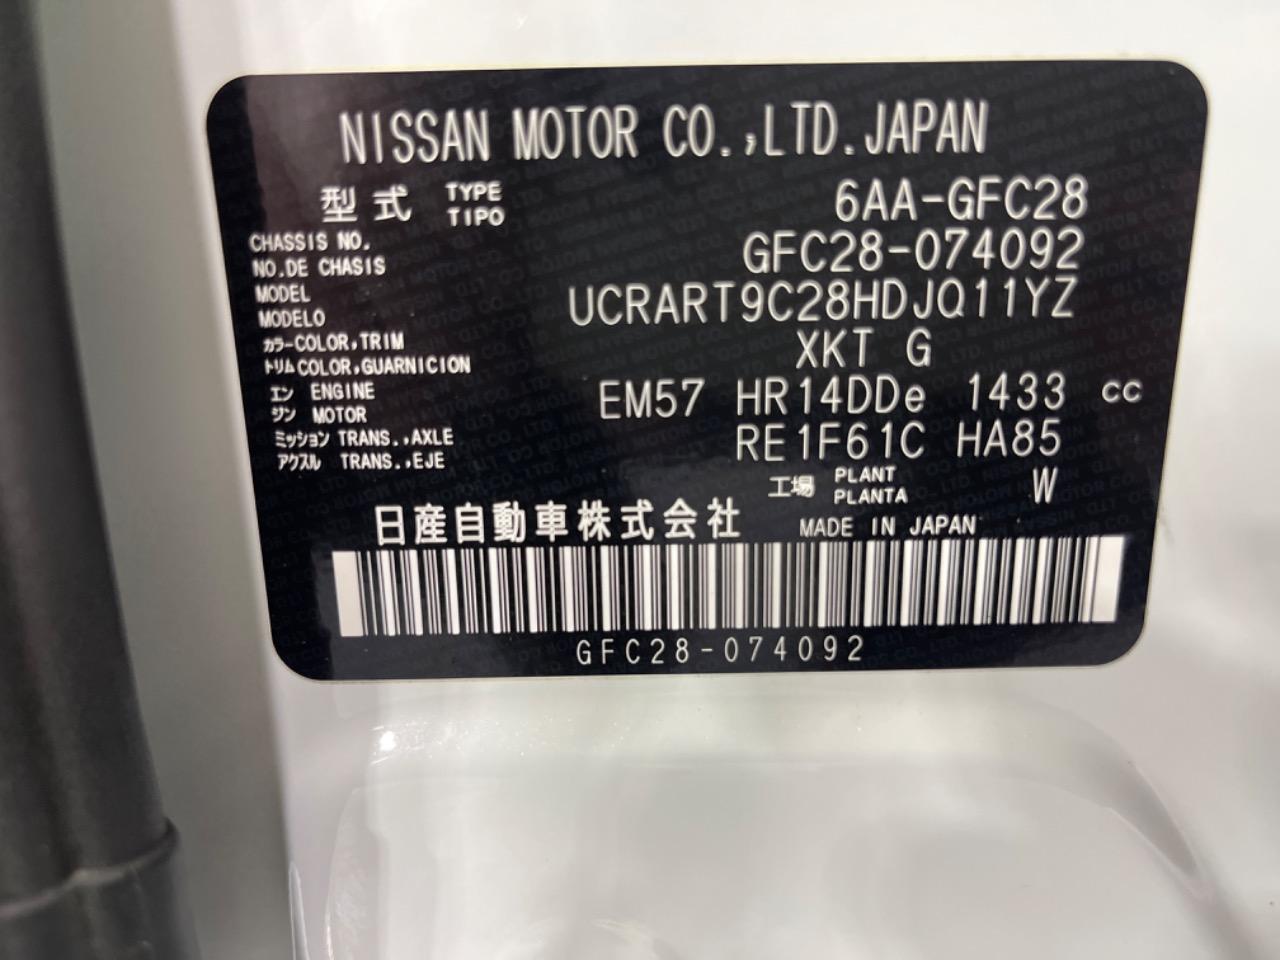 NISSAN MOTOR CO.,LTD.JAPAN
型式 TYPE TIPO 6AA-GFC28
CHASSIS NO. NO.DE CHASIS GFC28-074092
MODEL MODELO UCRART9C28HDJQ11YZ
カラー COLOR,TRIM トリム COLOR,GUARNICION XKT G
エンジン ENGINE MOTOR EM57 HR14DDe 1433 cc
ミッション TRANS.,AXLE アクスル TRANS.,EJE RE1F61C HA85
工場 PLANT PLANTA W
日産自動車株式会社 MADE IN JAPAN
GFC28-074092